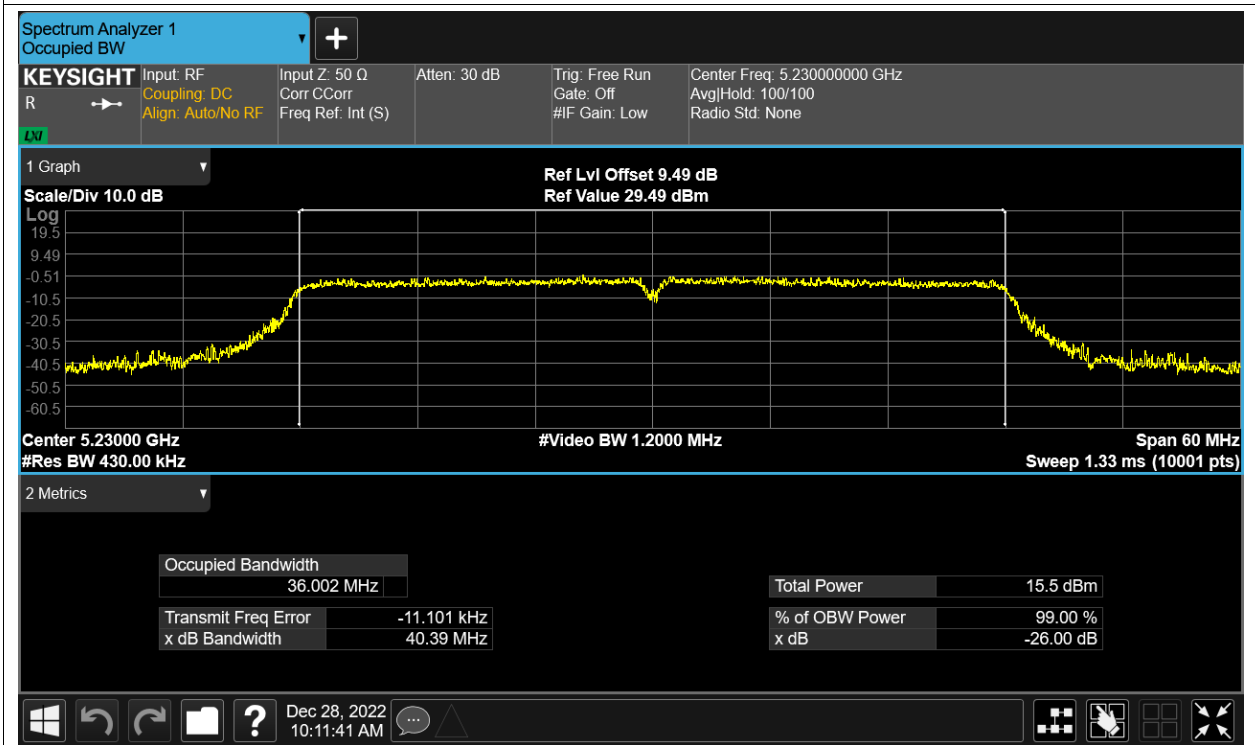 Spectrum Analyzer 1
Occupied BW
KEYSIGHT Input: RF Input Z: 50 Ω Atten: 30 dB Trig: Free Run Center Freq: 5.230000000 GHz
R Coupling: DC Corr CCorr Gate: Off Avg|Hold: 100/100
Align: Auto/No RF Freq Ref: Int (S) #IF Gain: Low Radio Std: None
LXI
1 Graph
Ref Lvl Offset 9.49 dB
Scale/Div 10.0 dB Ref Value 29.49 dBm
Log
19.5
9.49
-0.51
-10.5
-20.5
-30.5
-40.5
-50.5
-60.5
Center 5.23000 GHz #Video BW 1.2000 MHz Span 60 MHz
#Res BW 430.00 kHz Sweep 1.33 ms (10001 pts)
2 Metrics
Occupied Bandwidth
36.002 MHz Total Power 15.5 dBm
Transmit Freq Error -11.101 kHz % of OBW Power 99.00 %
x dB Bandwidth 40.39 MHz x dB -26.00 dB
? Dec 28, 2022
10:11:41 AM